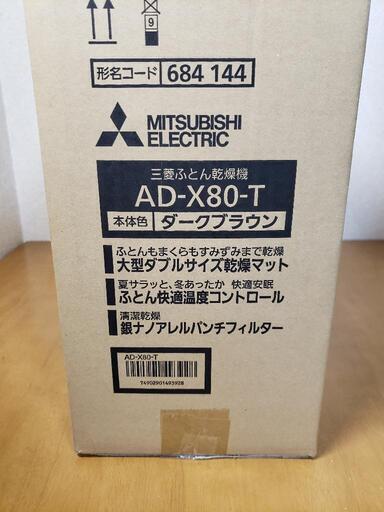 9
形名コード 684 144
MITSUBISHI
ELECTRIC
三菱ふとん乾燥機
AD-X80-T
本体色 ダークブラウン
ふとんもまくらもすみずみまで乾燥
大型ダブルサイズ乾燥マット
夏サラッと、冬あったか 快適安眠
ふとん快適温度コントロール
清潔乾燥
銀ナノアレルパンチフィルター
AD-X80-T